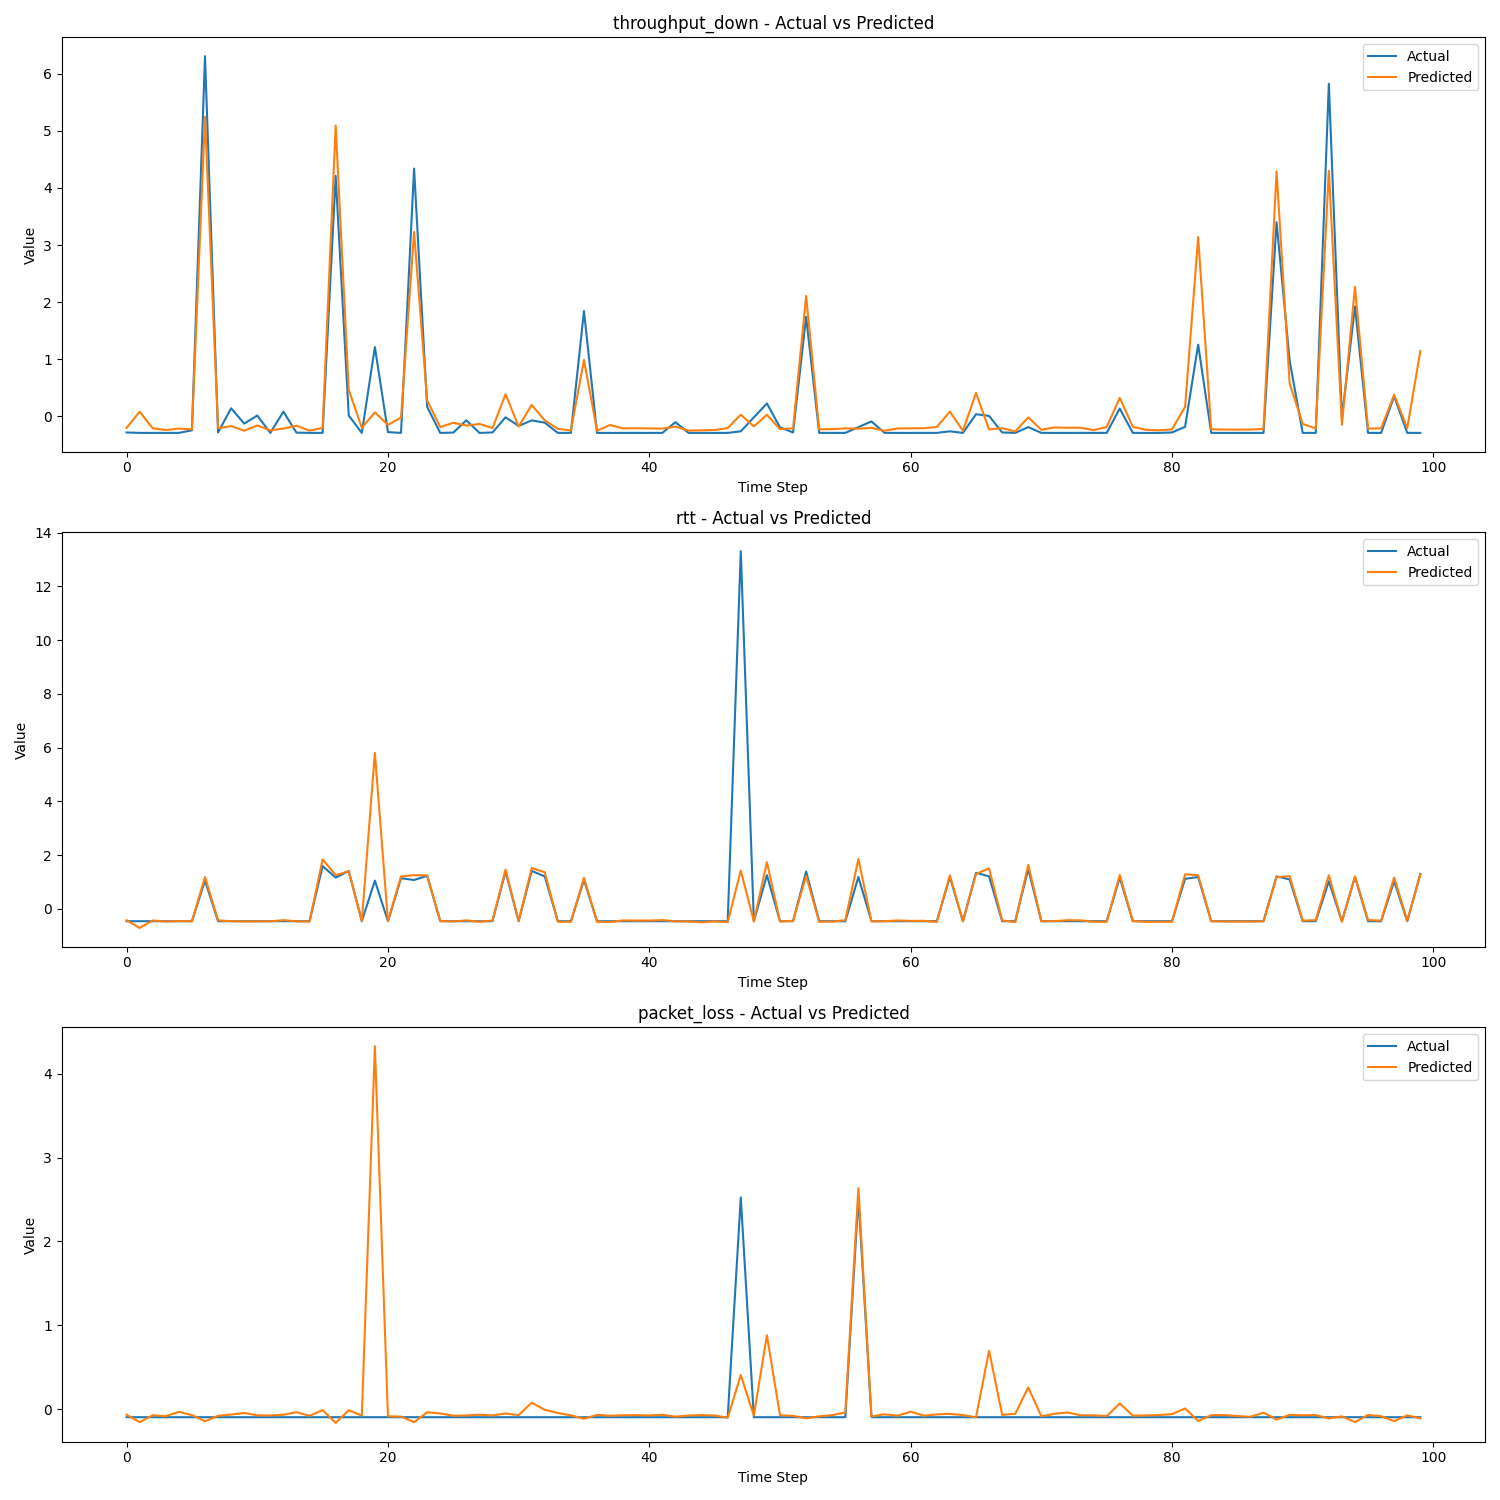 throughput_down - Actual vs Predicted
Actual
Predicted
6
5
4
3
2
1
0
Value
0 20 40 60 80 100
Time Step
rtt - Actual vs Predicted
Actual
Predicted
14
12
10
8
6
4
2
0
Value
0 20 40 60 80 100
Time Step
packet_loss - Actual vs Predicted
Actual
Predicted
4
3
2
1
0
Value
0 20 40 60 80 100
Time Step